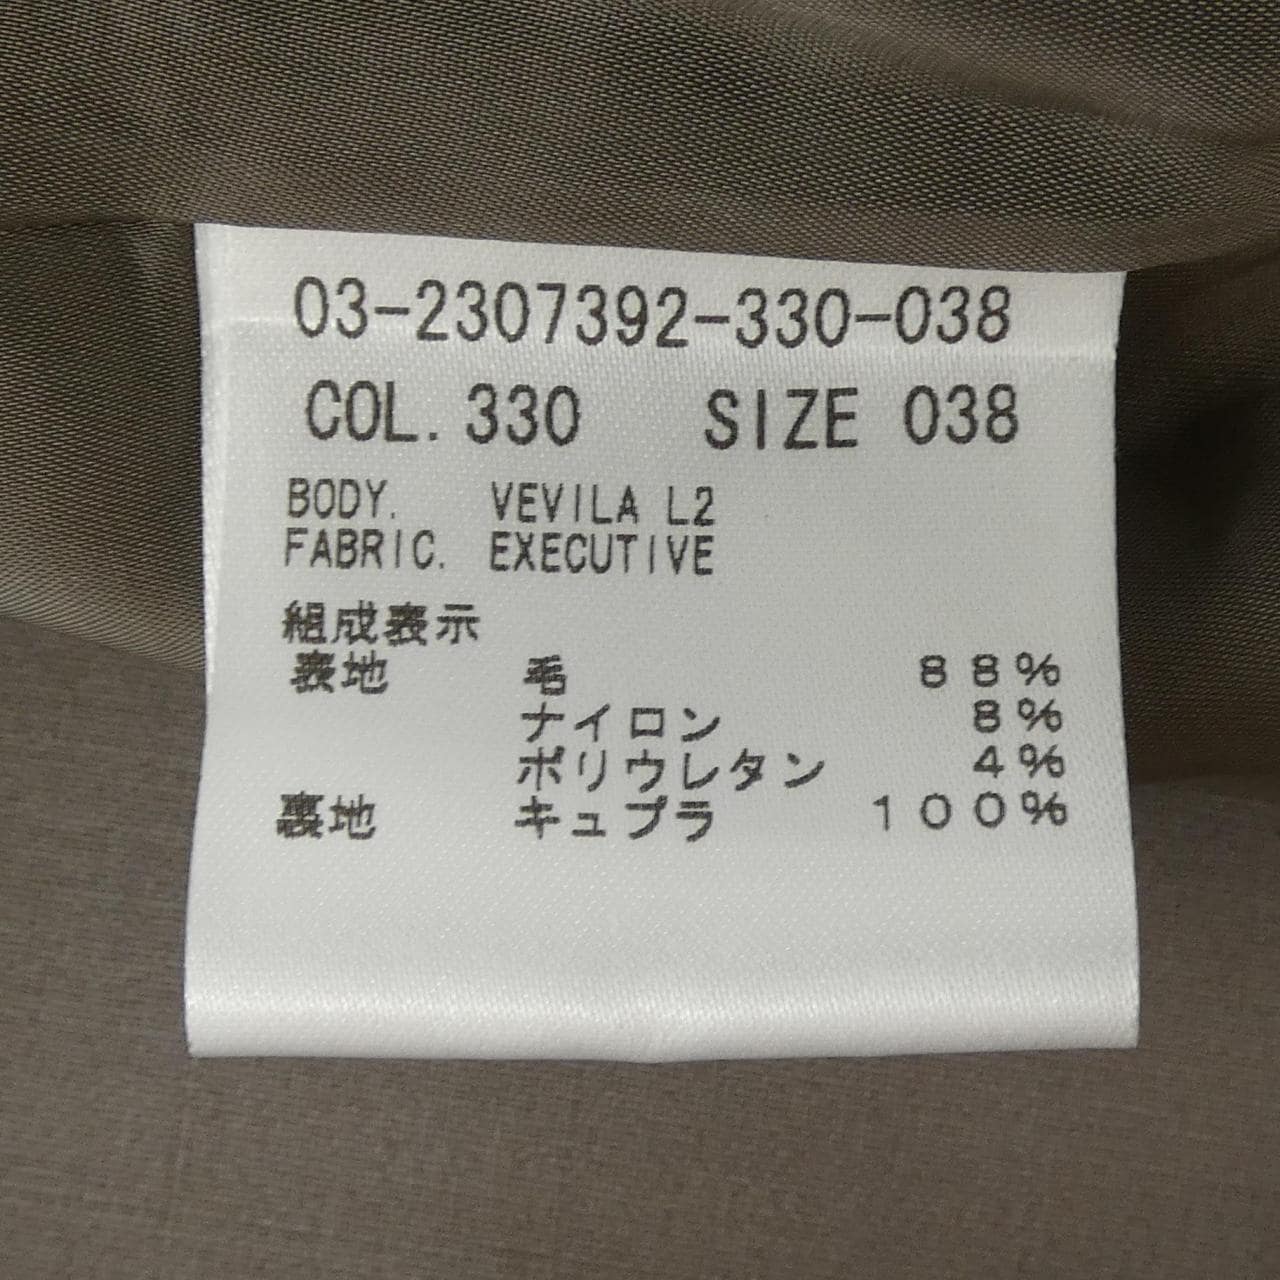 03-2307392-330-038
COL. 330 SIZE 038
BODY. VEVILA L2
FABRIC. EXECUTIVE
組成表示
表地 毛 88%
ナイロン 8%
ポリウレタン 4%
裏地 キュプラ 100%